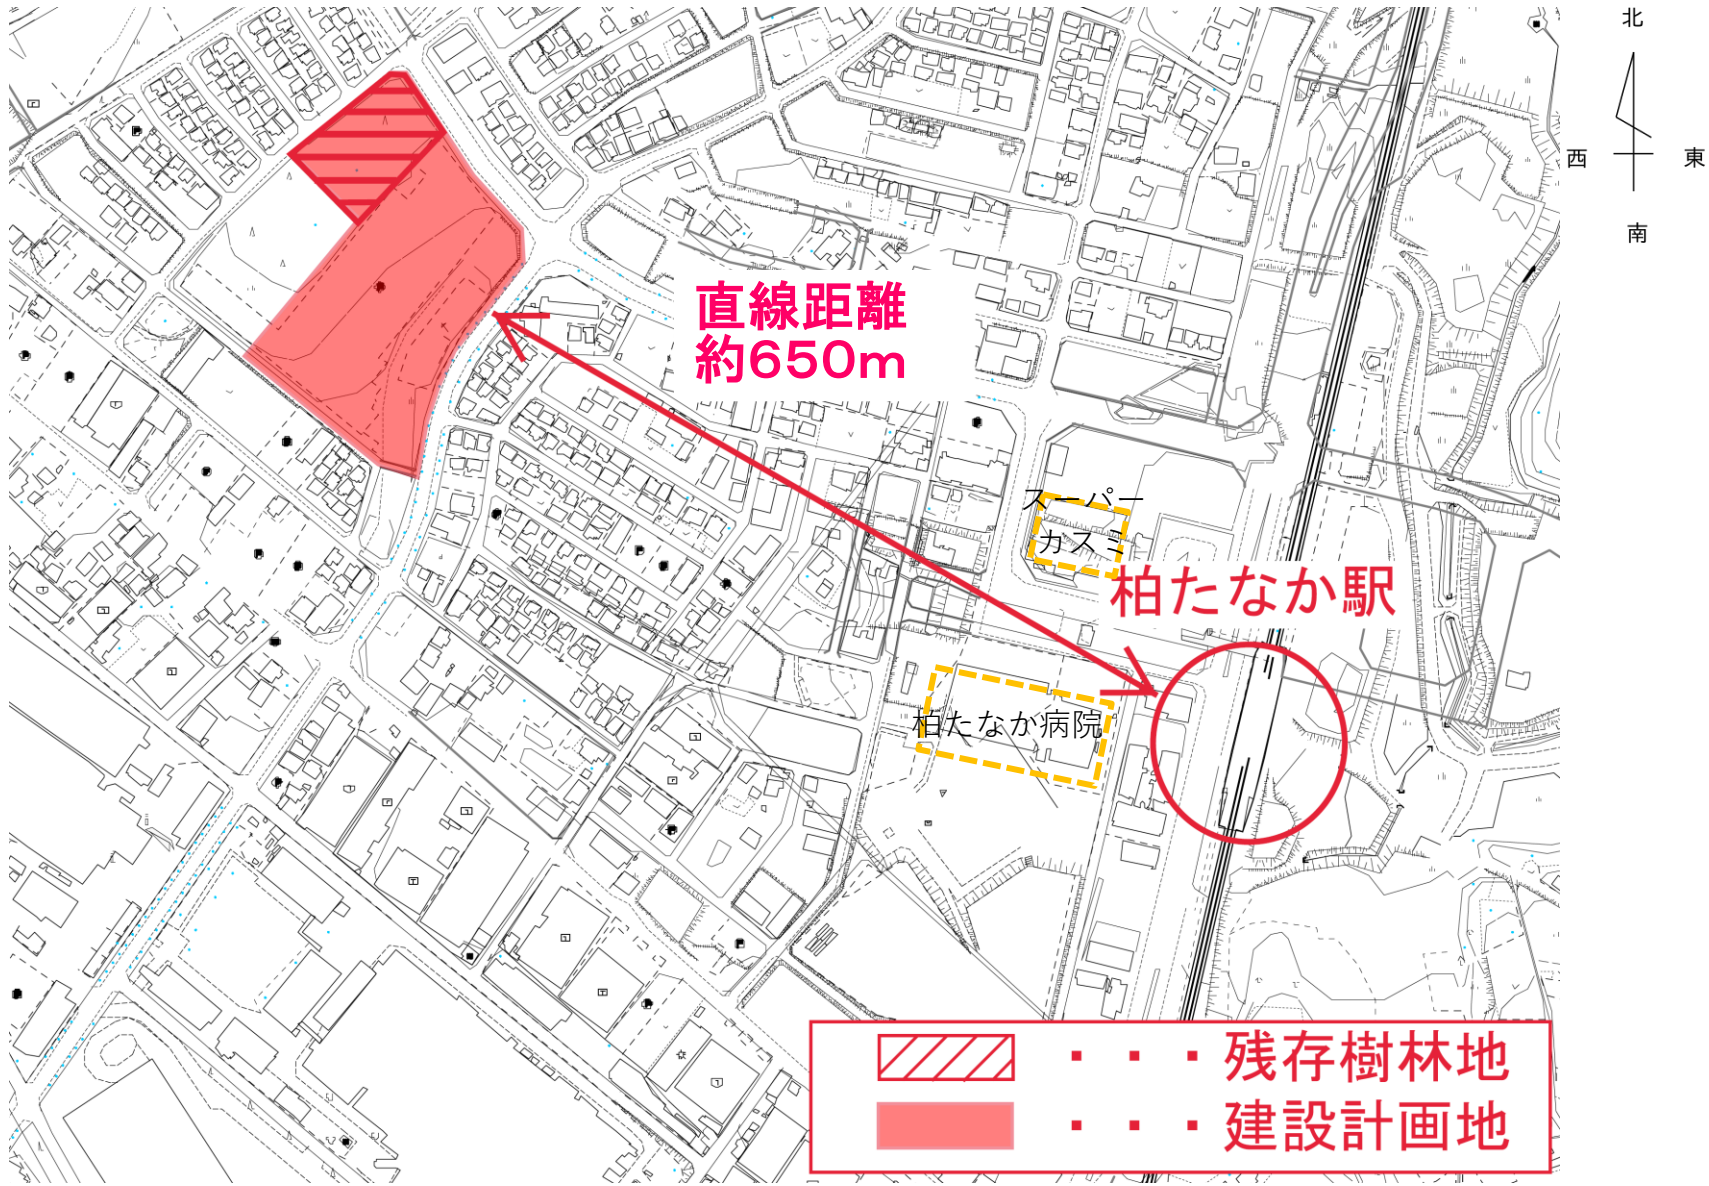 北
西
東
南
直線距離
約650m
スーパー
カスミ
柏たなか駅
柏たなか病院
・・・残存樹林地
・・・建設計画地